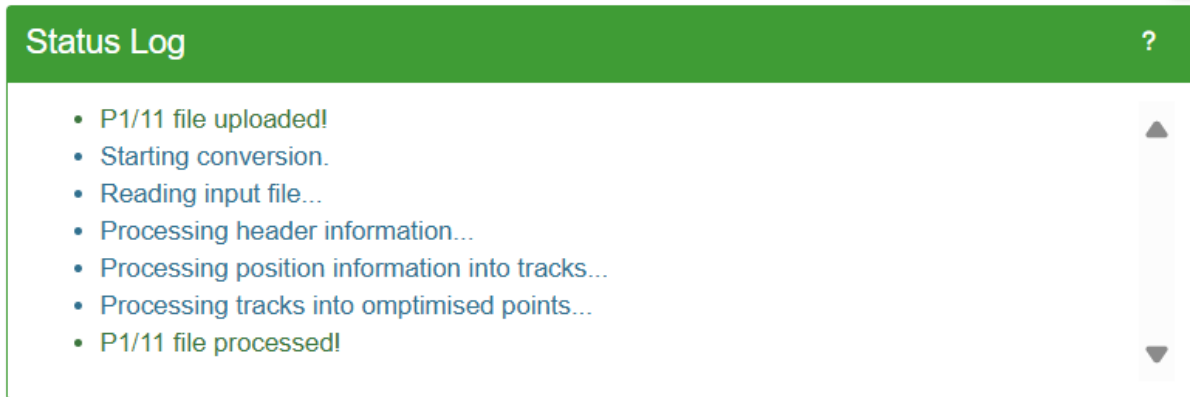 Status Log ?
P1/11 file uploaded!
Starting conversion.
Reading input file...
Processing header information...
Processing position information into tracks...
Processing tracks into omptimised points...
P1/11 file processed!